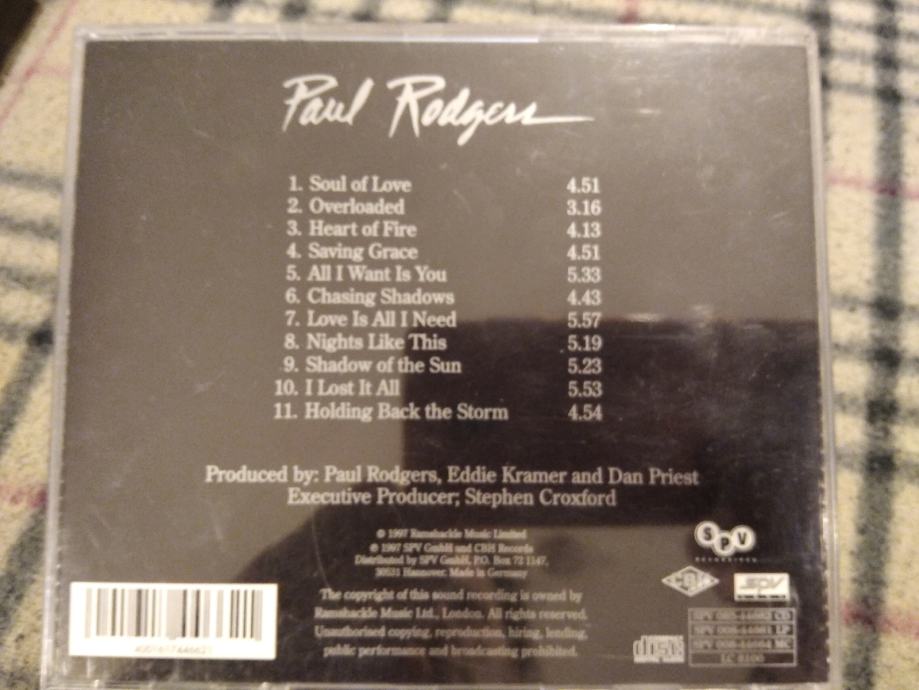 Paul Rodgers
1. Soul of Love 4.51
2. Overloaded 3.16
3. Heart of Fire 4.13
4. Saving Grace 4.51
5. All I Want Is You 5.33
6. Chasing Shadows 4.43
7. Love Is All I Need 5.57
8. Nights Like This 5.19
9. Shadow of the Sun 5.23
10. I Lost It All 5.53
11. Holding Back the Storm 4.54
Produced by: Paul Rodgers, Eddie Kramer and Dan Priest
Executive Producer; Stephen Croxford
© 1997 Ramshackle Music Limited
℗ 1997 SPV GmbH and CBH Records
Distributed by SPV GmbH, P.O. Box 72 1147,
30531 Hannover. Made in Germany
The copyright of this sound recording is owned by
Ramshackle Music Ltd., London. All rights reserved.
Unauthorised copying, reproduction, hiring, lending,
public performance and broadcasting prohibited.
SPV
RECORDINGS
CBH
SPV
disc